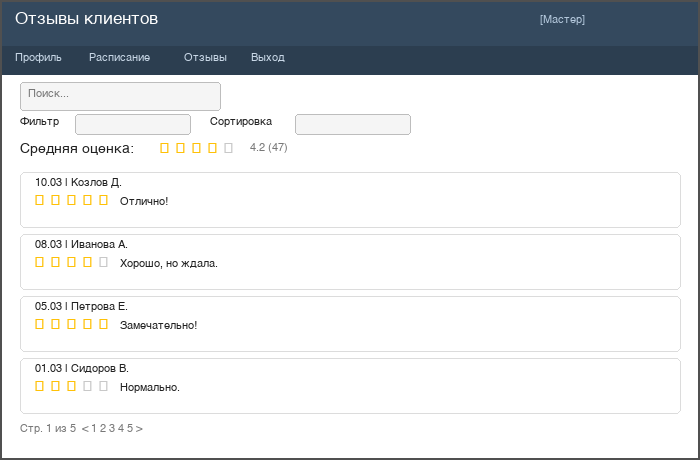 Отзывы клиентов [Мастер]
Профиль Расписание Отзывы Выход
Поиск...
Фильтр Сортировка
Средняя оценка: 4.2 (47)
10.03 | Козлов Д.
Отлично!
08.03 | Иванова А.
Хорошо, но ждала.
05.03 | Петрова Е.
Замечательно!
01.03 | Сидоров В.
Нормально.
Стр. 1 из 5 < 1 2 3 4 5 >